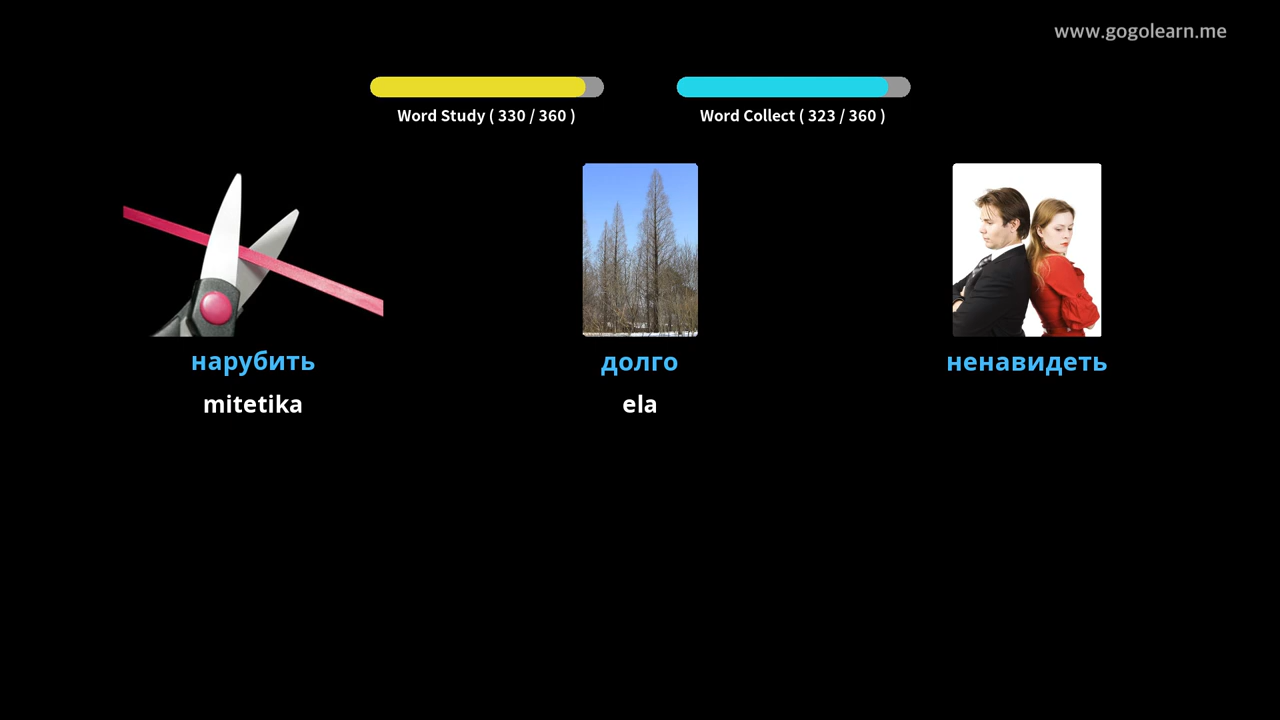 www.gogolearn.me
Word Study ( 330 / 360 )
Word Collect ( 323 / 360 )
нарубить
долго
ненавидеть
mitetika
ela